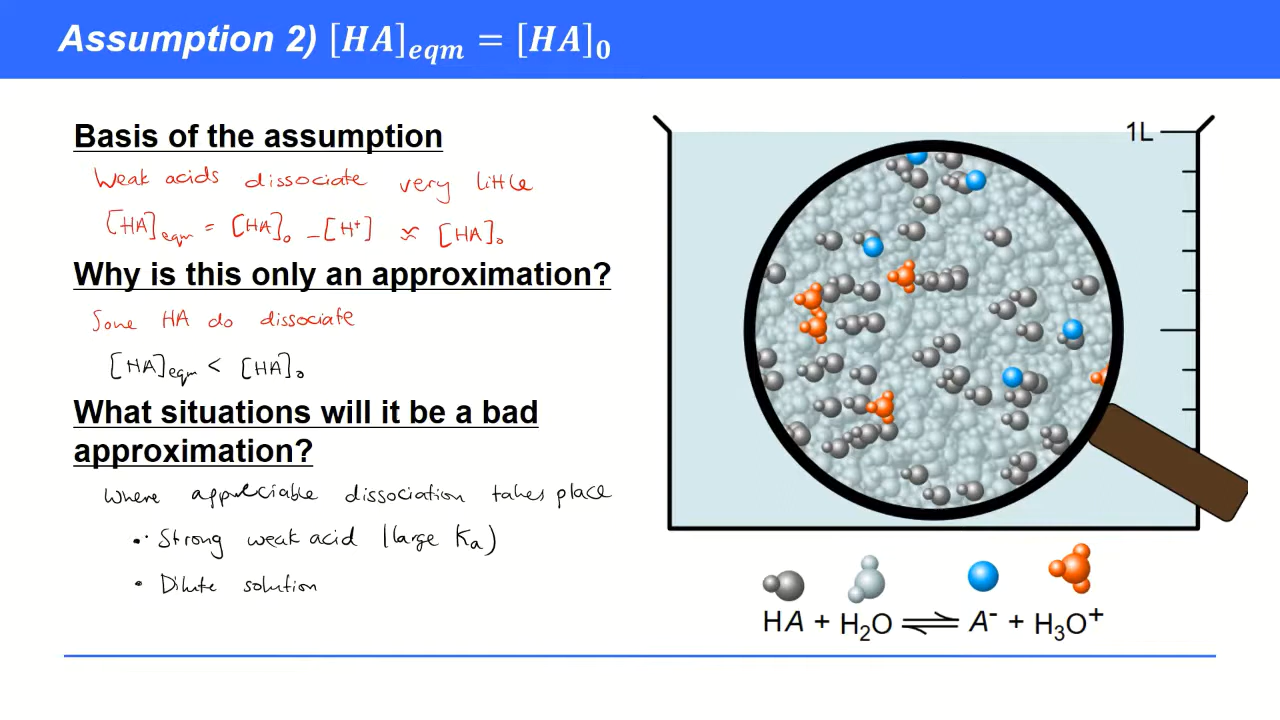 Assumption 2) [HA]eqm = [HA]0
Basis of the assumption
Weak acids dissociate very little
[HA]eqm = [HA]0 – [H+] ≈ [HA]0
Why is this only an approximation?
Some HA do dissociate
[HA]eqm < [HA]0
What situations will it be a bad
approximation?
Where appreciable dissociation takes place
• Strong weak acid (large Ka)
• Dilute solution
1L
HA + H2O ⇌ A- + H3O+